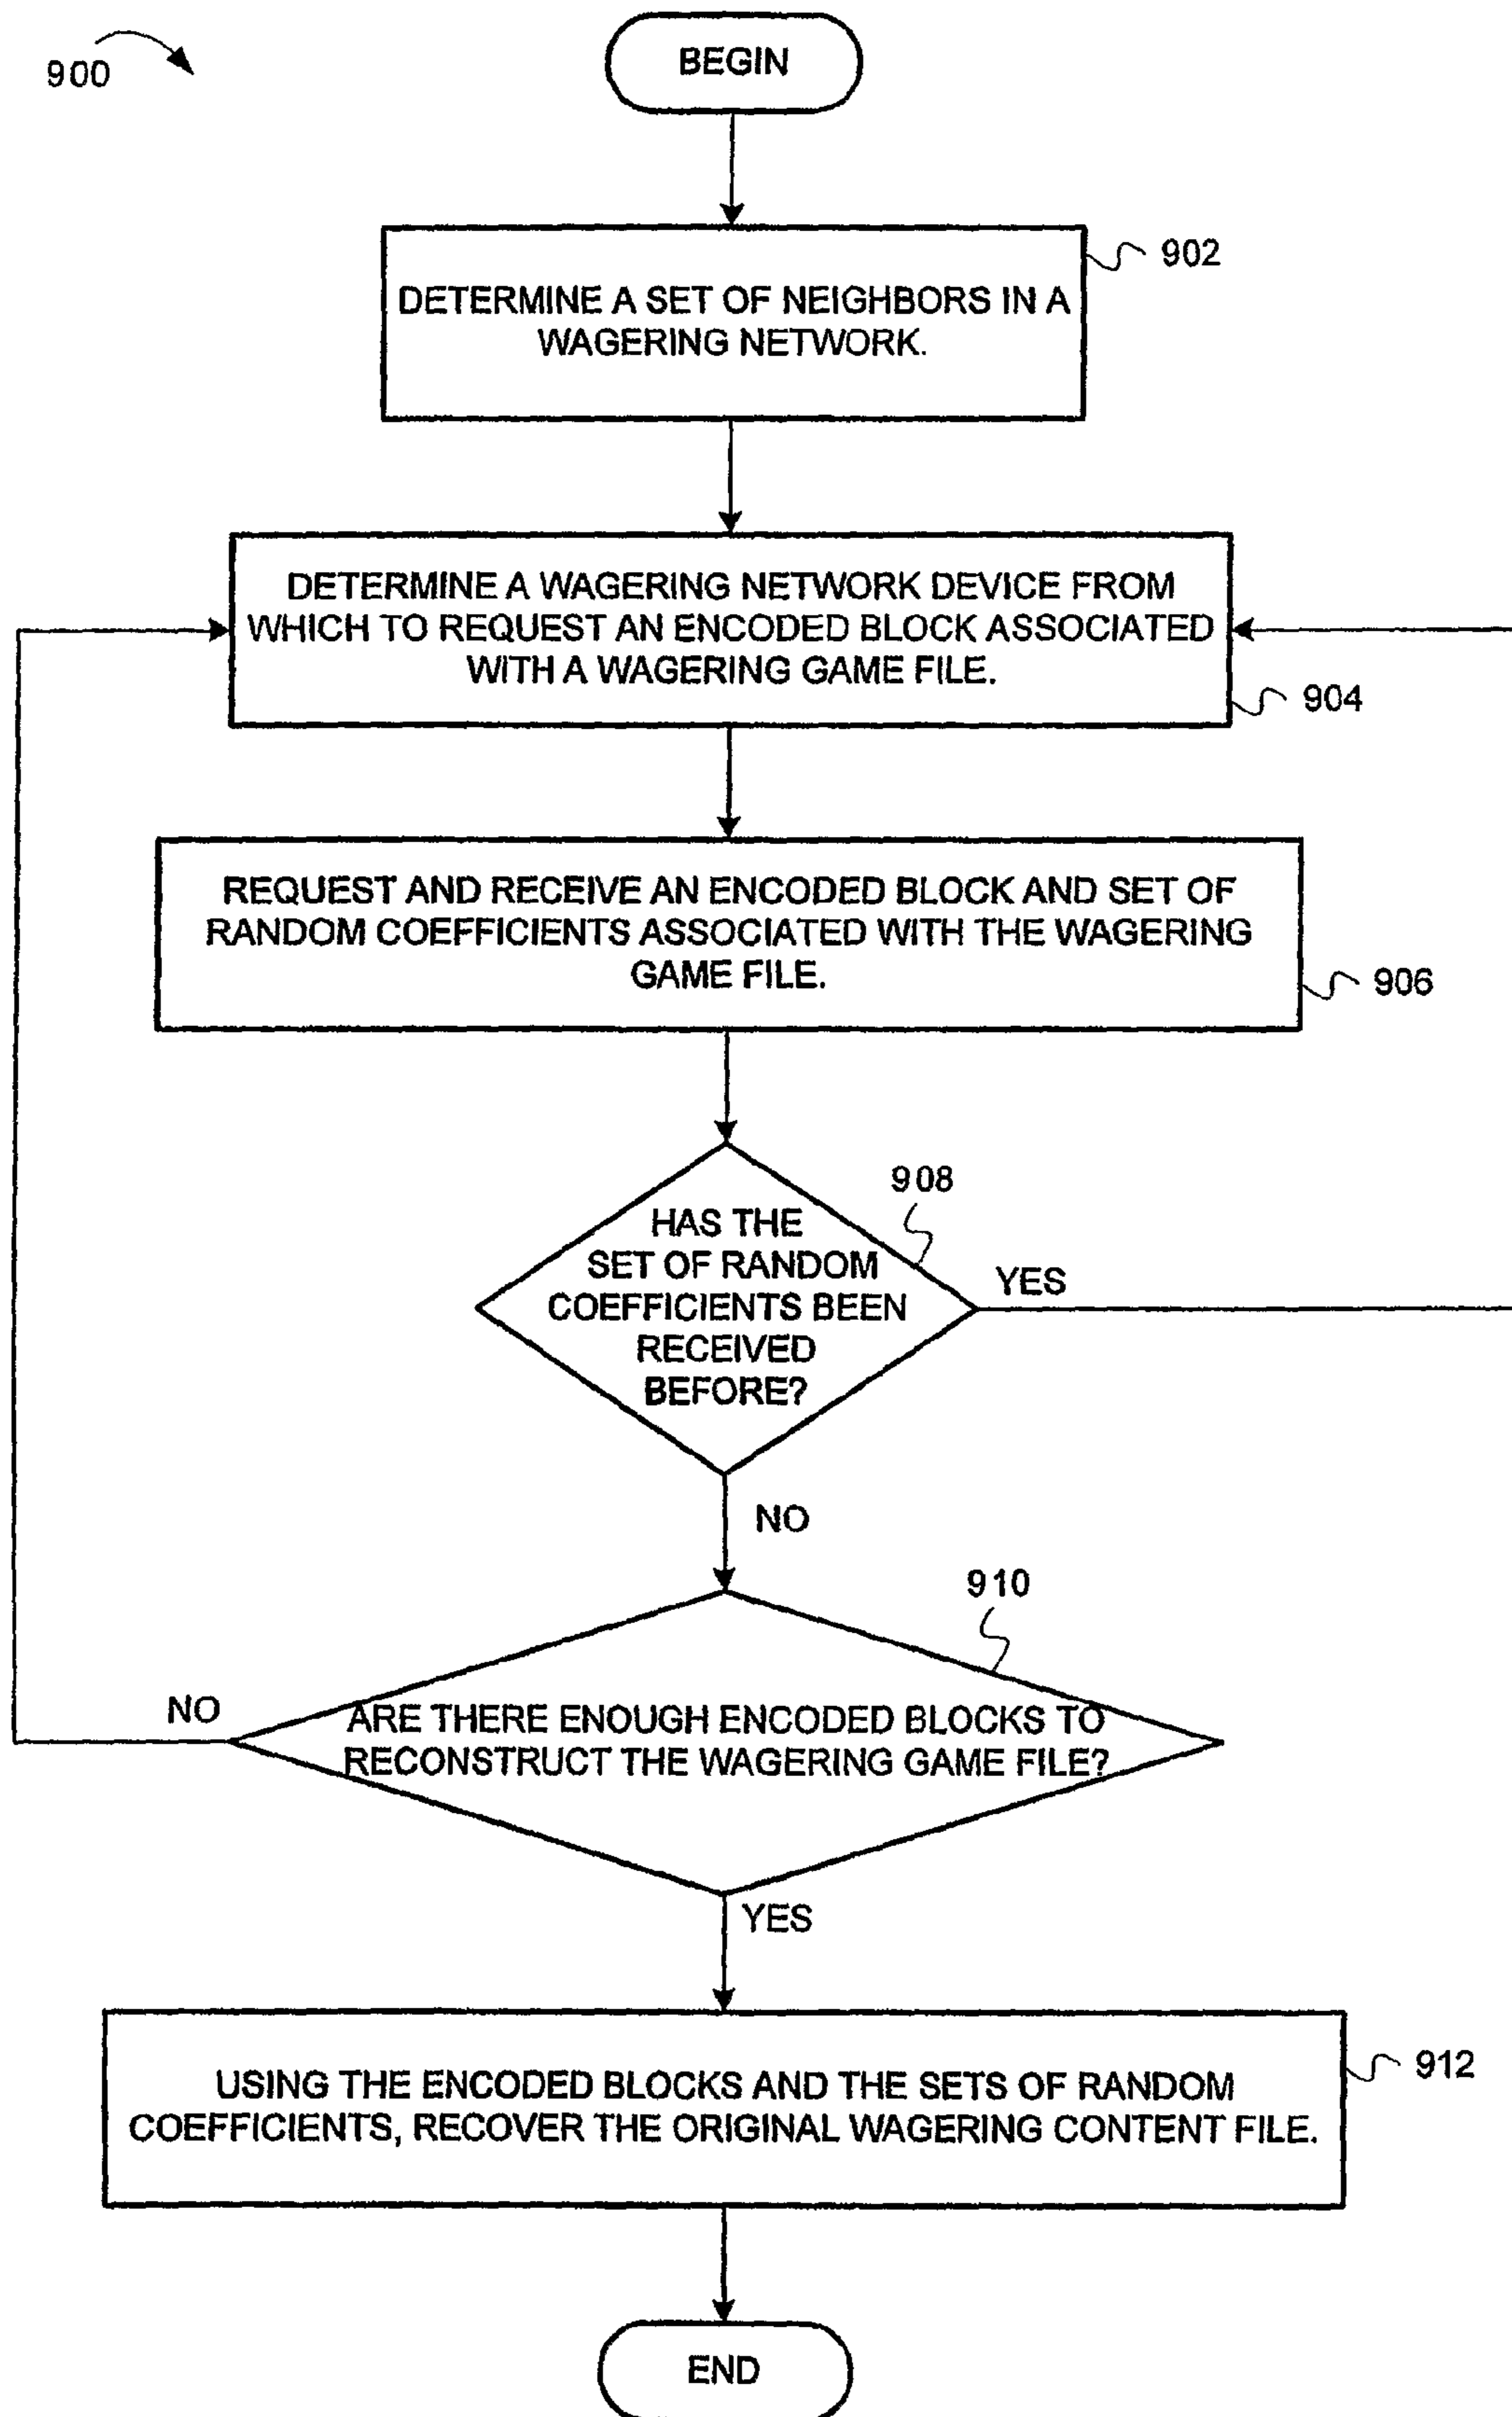 900
BEGIN
902
DETERMINE A SET OF NEIGHBORS IN A
WAGERING NETWORK.
DETERMINE A WAGERING NETWORK DEVICE FROM
WHICH TO REQUEST AN ENCODED BLOCK ASSOCIATED
WITH A WAGERING GAME FILE.
904
REQUEST AND RECEIVE AN ENCODED BLOCK AND SET OF
RANDOM COEFFICIENTS ASSOCIATED WITH THE WAGERING
GAME FILE.
906
908
HAS THE
SET OF RANDOM
COEFFICIENTS BEEN
RECEIVED
BEFORE?
YES
NO
910
NO
ARE THERE ENOUGH ENCODED BLOCKS TO
RECONSTRUCT THE WAGERING GAME FILE?
YES
912
USING THE ENCODED BLOCKS AND THE SETS OF RANDOM
COEFFICIENTS, RECOVER THE ORIGINAL WAGERING CONTENT FILE.
END